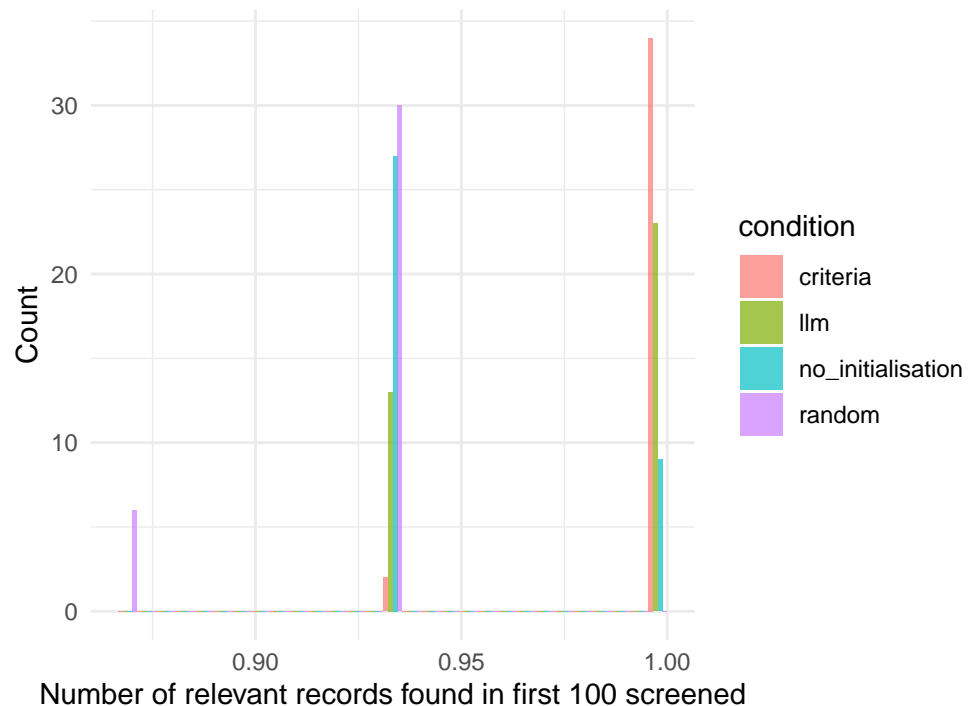 30
20
10
0
Count
0.90
0.95
1.00
Number of relevant records found in first 100 screened
condition
criteria
llm
no_initialisation
random